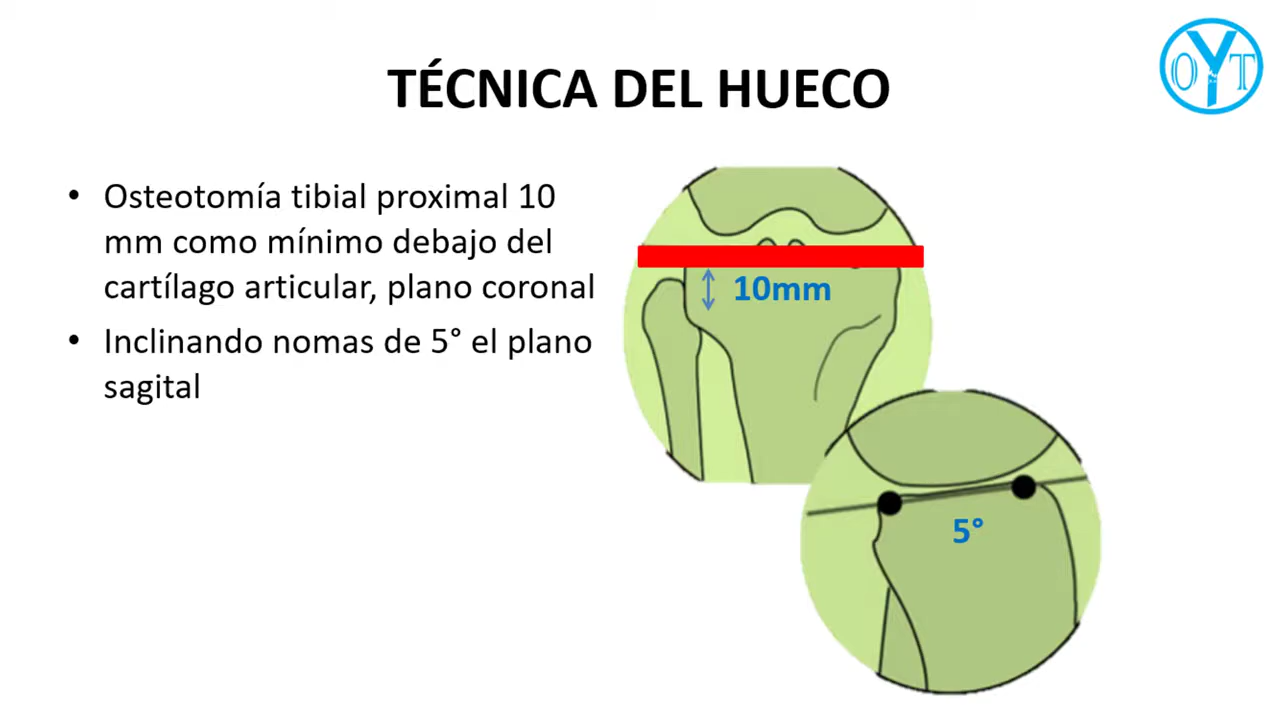 OYT
TÉCNICA DEL HUECO
• Osteotomía tibial proximal 10
mm como mínimo debajo del
cartílago articular, plano coronal
• Inclinando nomas de 5° el plano
sagital
10mm
5°